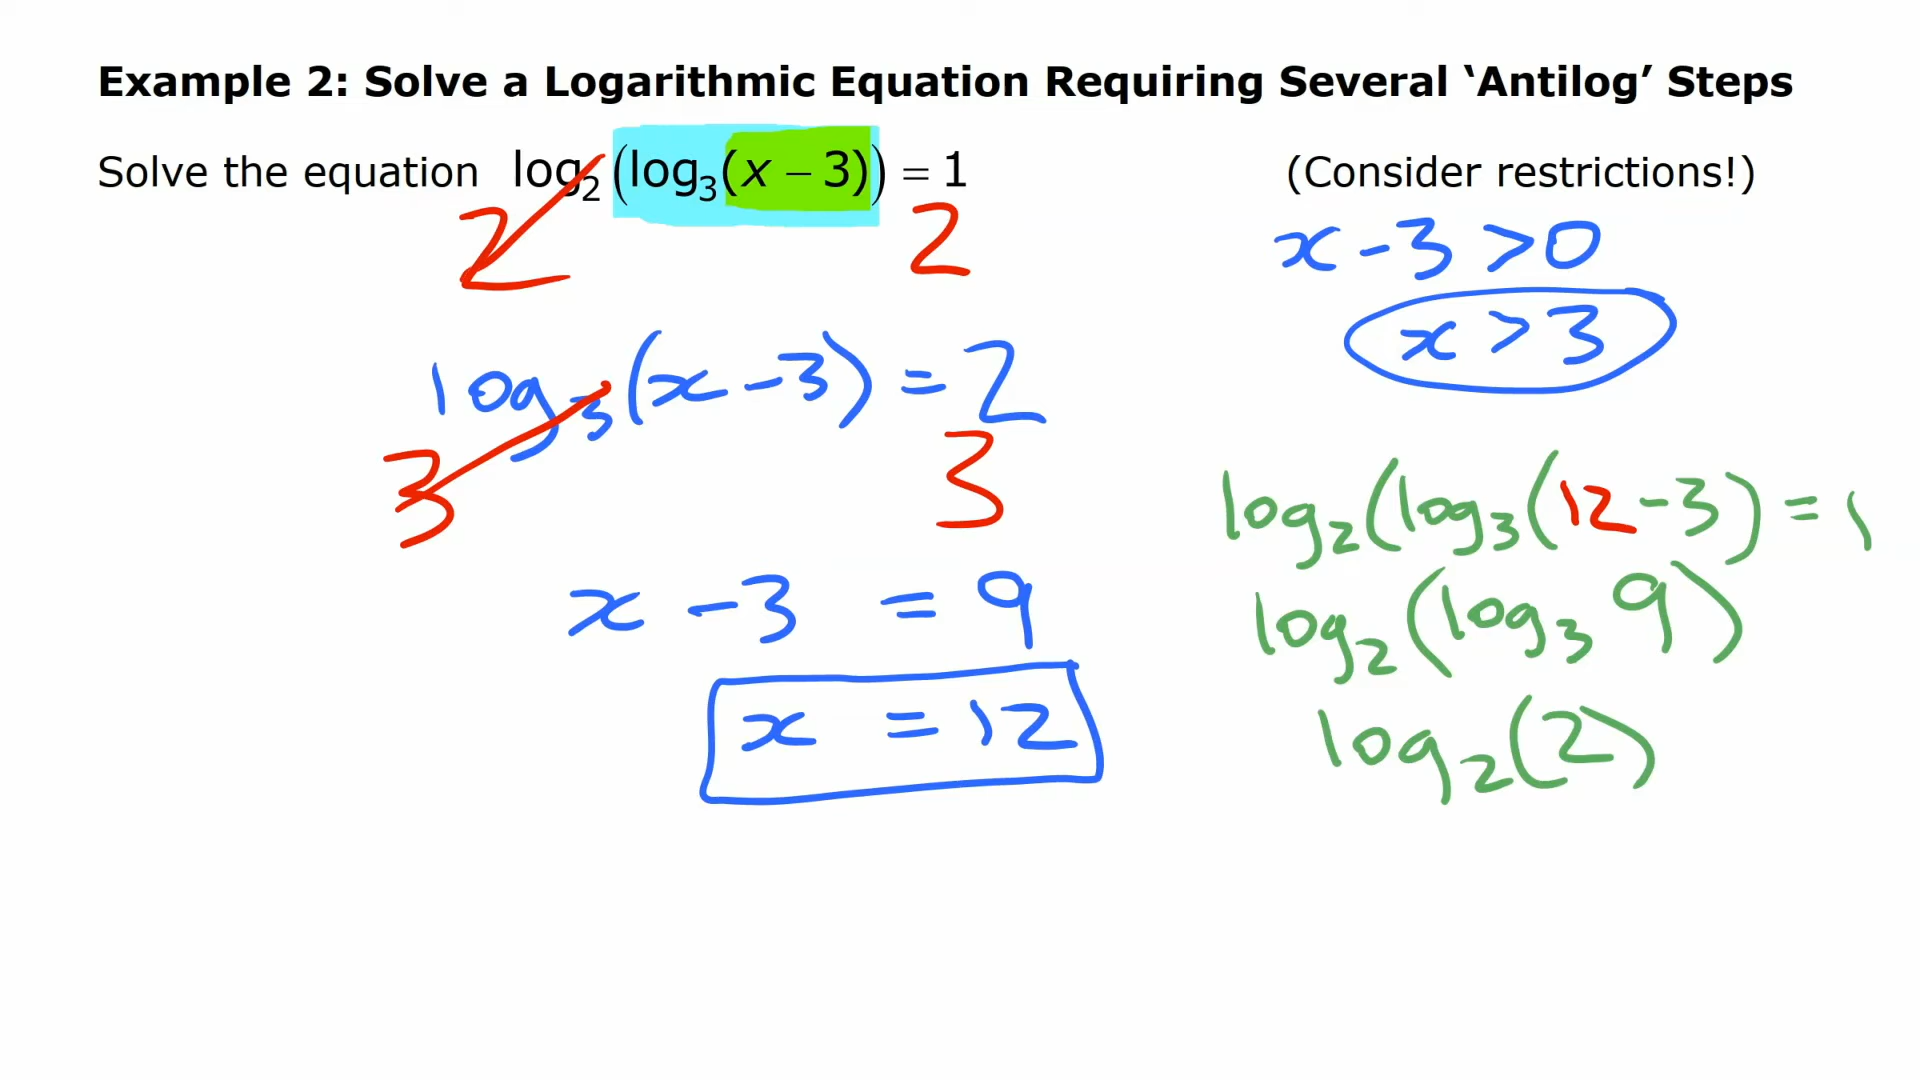 Example 2: Solve a Logarithmic Equation Requiring Several ‘Antilog’ Steps
Solve the equation log₂(log₃(x – 3)) = 1 (Consider restrictions!)
2 2
x - 3 > 0
x > 3
log₃(x - 3) = 2
3 3
x - 3 = 9
x = 12
log₂(log₃(12 - 3)) = 1
log₂(log₃ 9)
log₂(2)